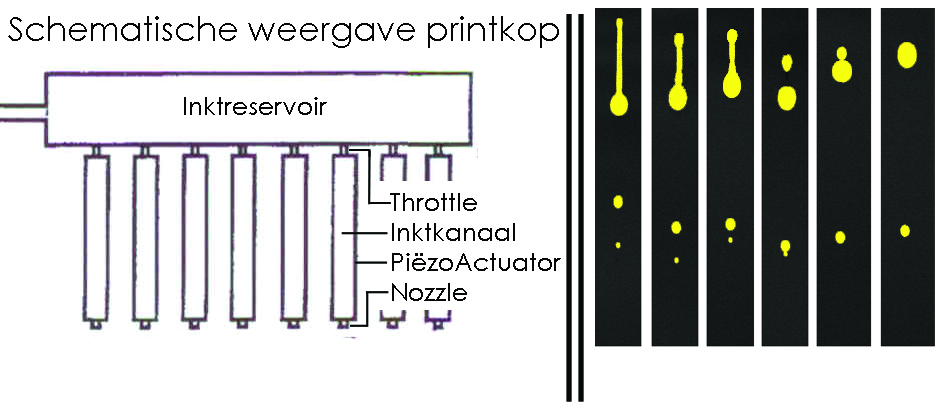 Schematische weergave printkop
Inktreservoir
Throttle
Inktkanaal
PiëzoActuator
Nozzle